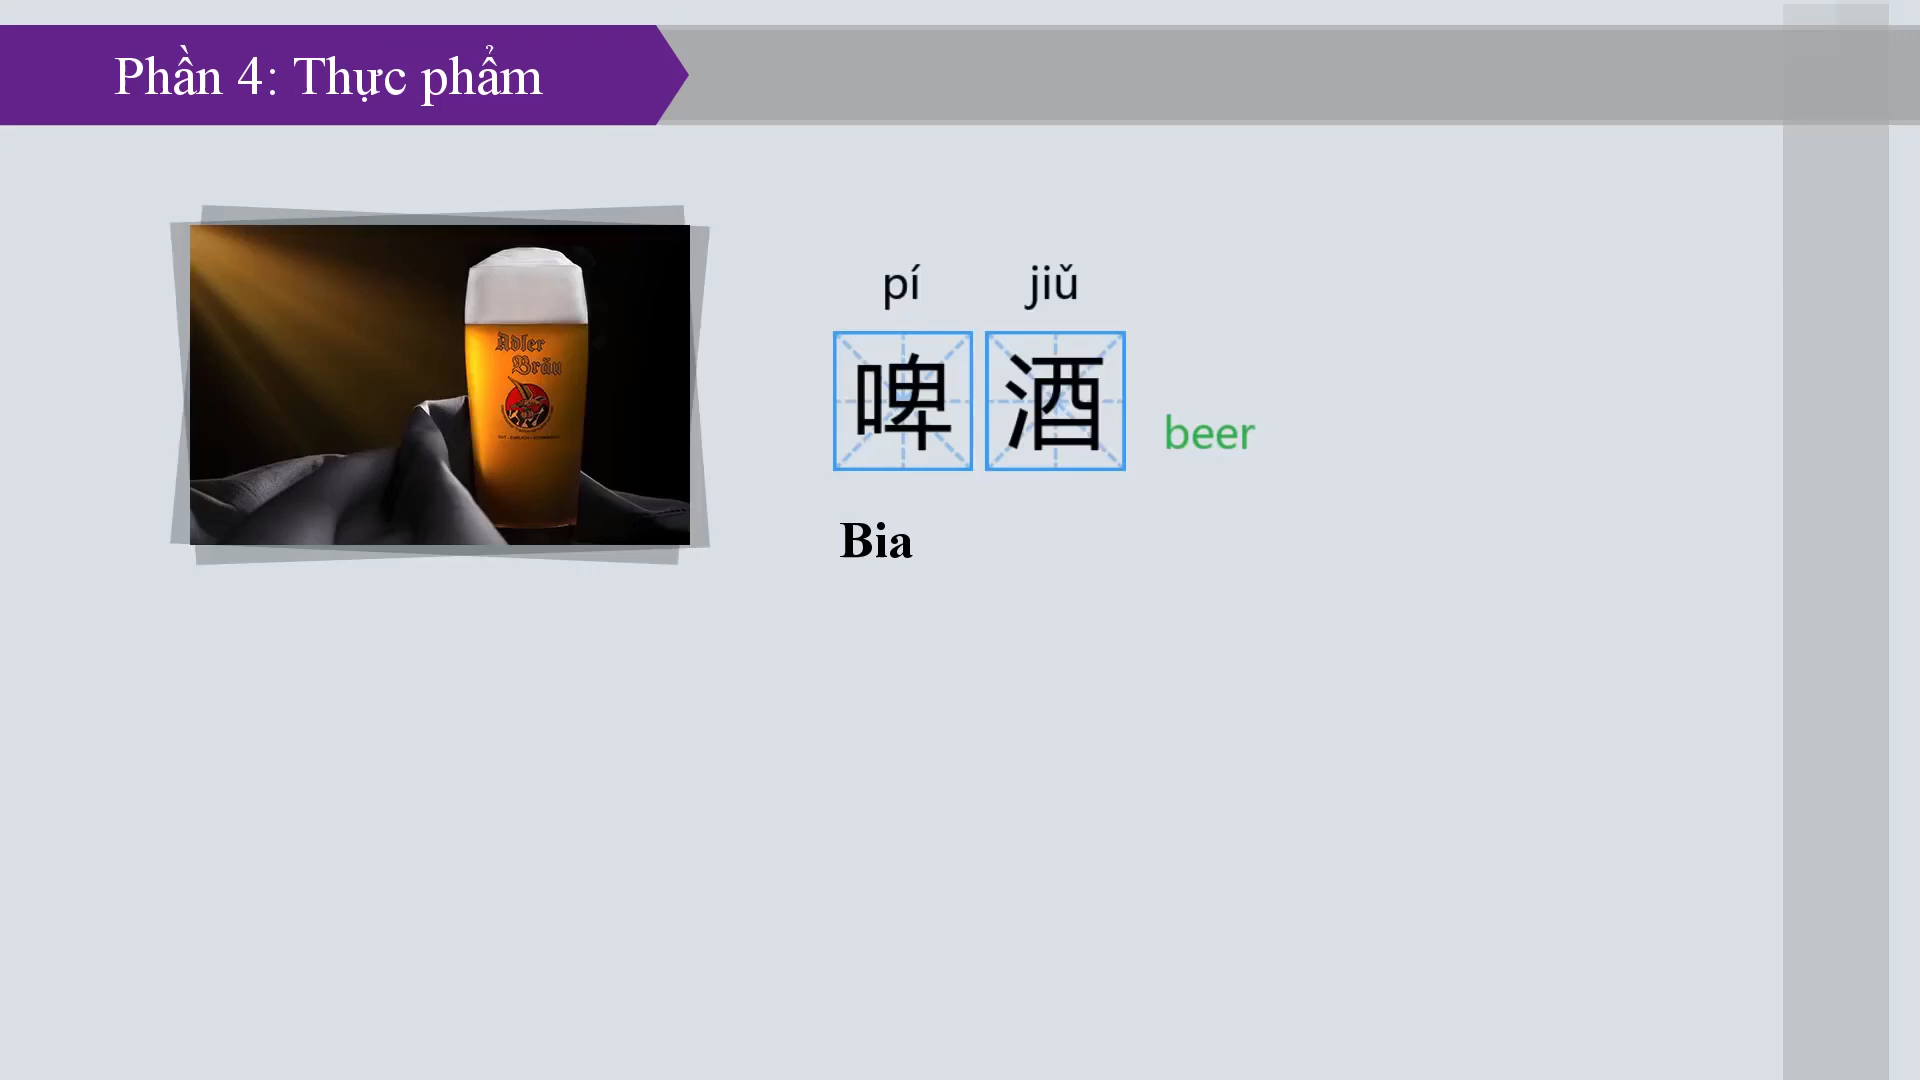 Phần 4: Thực phẩm
Adler
Bräu
pí jiǔ
啤酒 beer
Bia